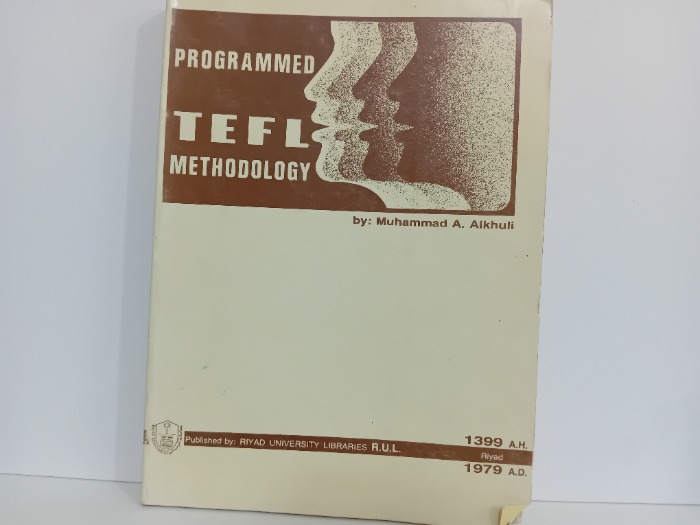 PROGRAMMED
TEFL
METHODOLOGY
by: Muhammad A. Alkhuli
Published by: RIYAD UNIVERSITY LIBRARIES R.U.L.
1399 A.H.
Riyad
1979 A.D.